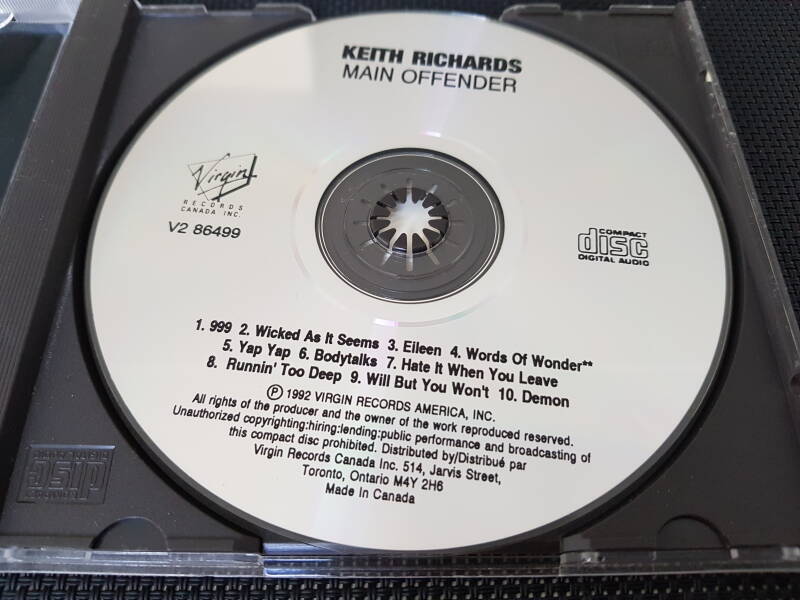 KEITH RICHARDS
MAIN OFFENDER
Virgin
RECORDS
CANADA INC.
V2 86499
COMPACT
disc
DIGITAL AUDIO
1. 999 2. Wicked As It Seems 3. Eileen 4. Words Of Wonder**
5. Yap Yap 6. Bodytalks 7. Hate It When You Leave
8. Runnin' Too Deep 9. Will But You Won't 10. Demon
Ⓟ 1992 VIRGIN RECORDS AMERICA, INC.
All rights of the producer and the owner of the work reproduced reserved.
Unauthorized copyrighting:hiring:lending:public performance and broadcasting of
this compact disc prohibited. Distributed by/Distribué par
Virgin Records Canada Inc. 514, Jarvis Street,
Toronto, Ontario M4Y 2H6
Made In Canada